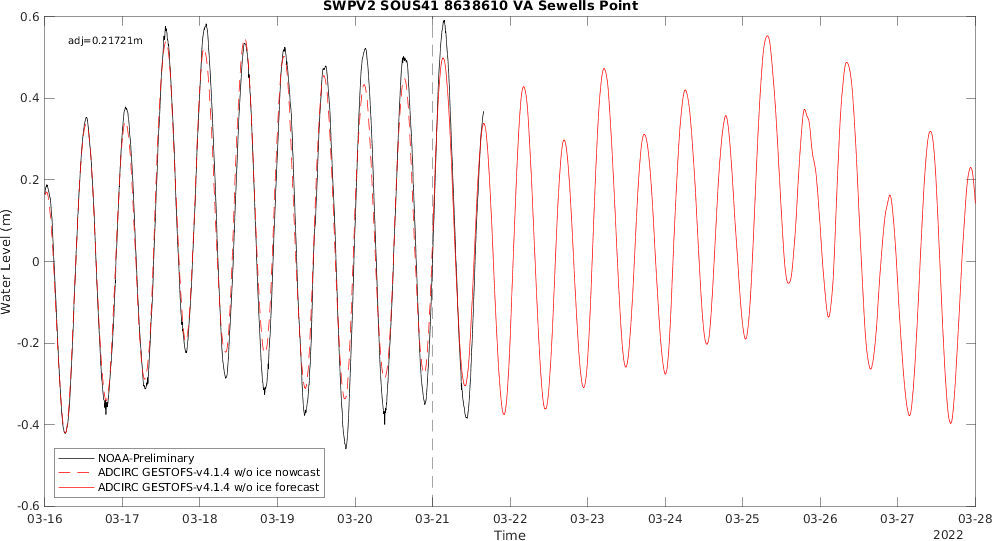 SWPV2 SOUS41 8638610 VA Sewells Point
adj=0.21721m
Water Level (m)
0.6
0.4
0.2
0
-0.2
-0.4
-0.6
NOAA-Preliminary
ADCIRC GESTOFS-v4.1.4 w/o ice nowcast
ADCIRC GESTOFS-v4.1.4 w/o ice forecast
03-16 03-17 03-18 03-19 03-20 03-21 03-22 03-23 03-24 03-25 03-26 03-27 03-28
Time
2022